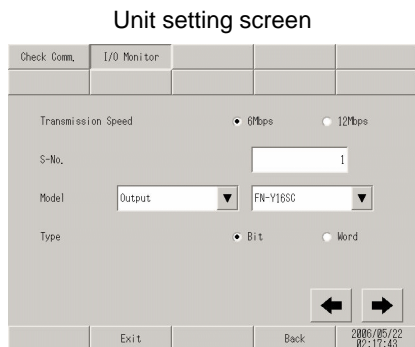 Unit setting screen
Check Comm. I/O Monitor
Transmission Speed 6Mbps 12Mbps
S-No. 1
Model Output FN-Y16SC
Type Bit Word
Exit Back 2006/05/22
02:17:43